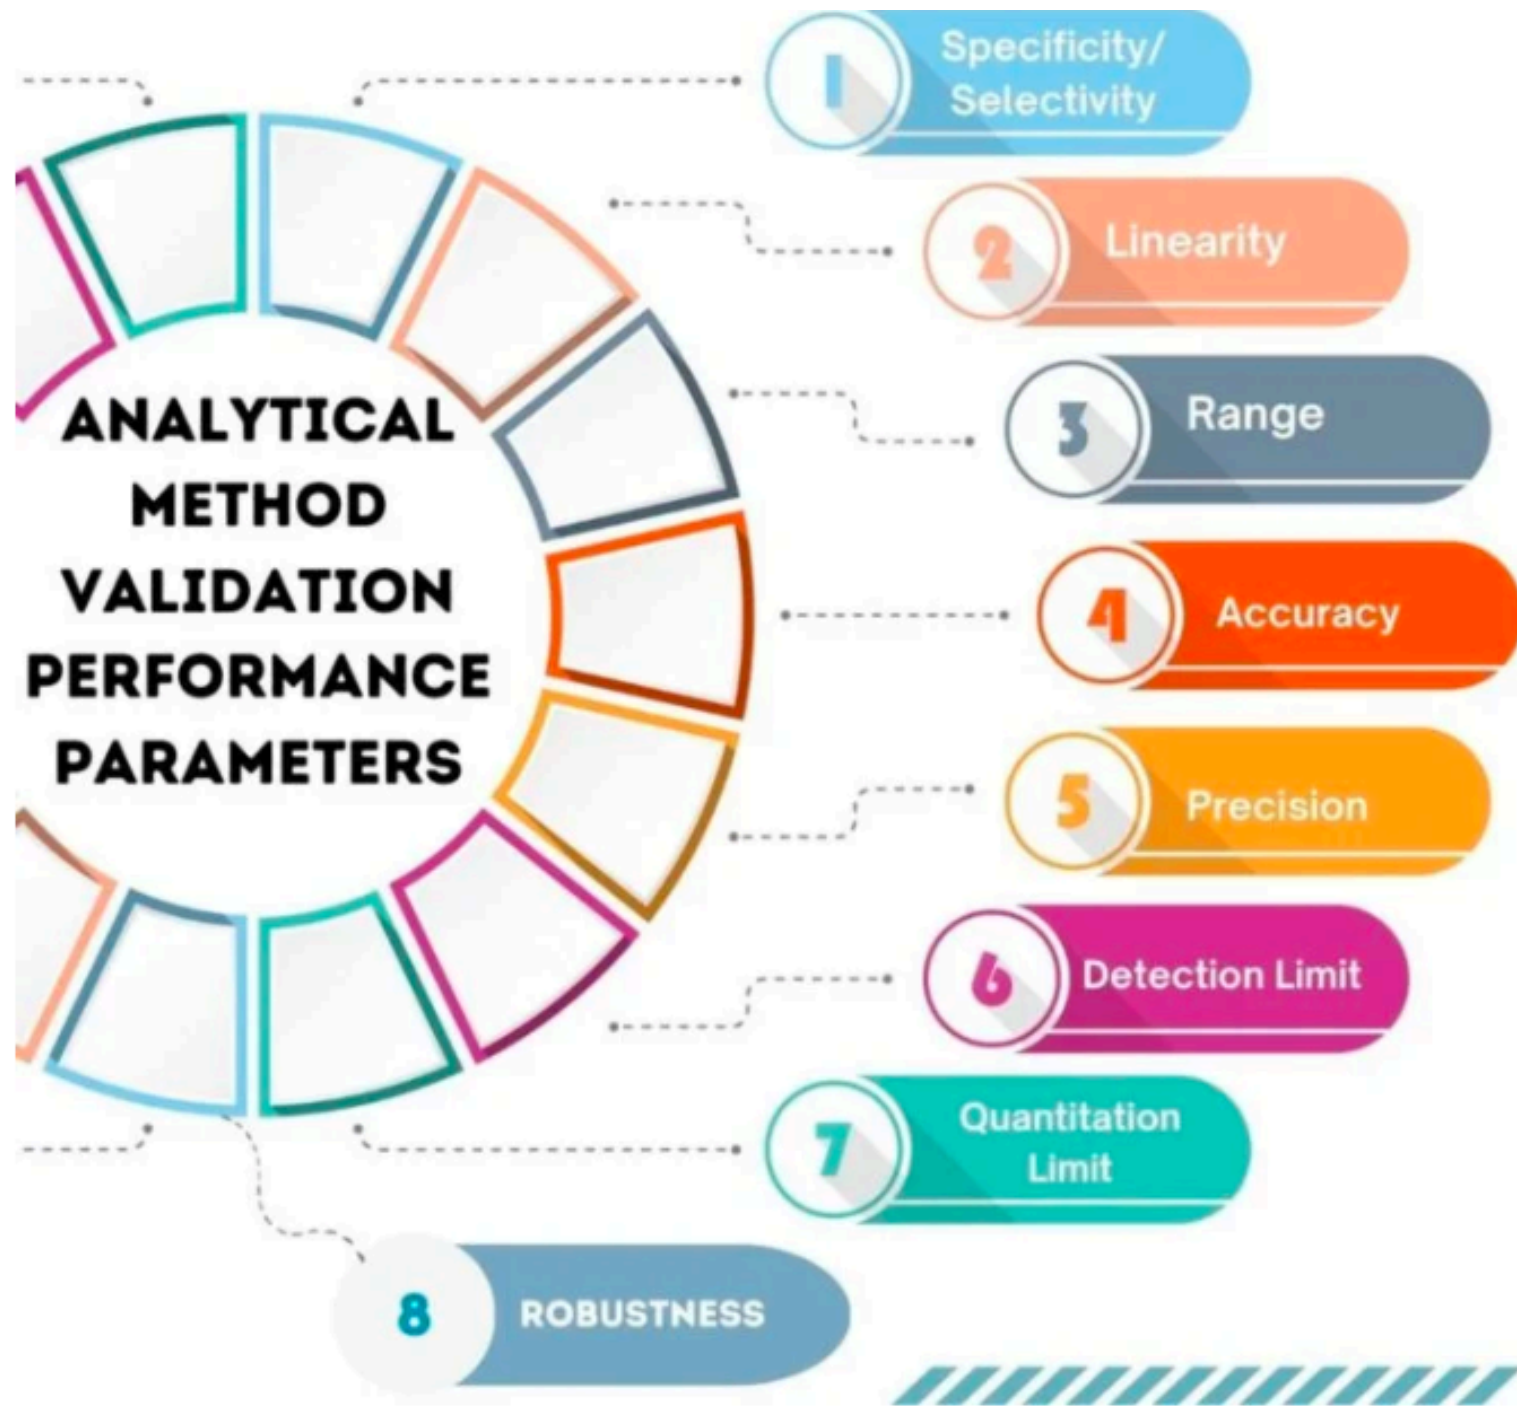 ANALYTICAL
METHOD
VALIDATION
PERFORMANCE
PARAMETERS
1
Specificity/
Selectivity
2
Linearity
3
Range
4
Accuracy
5
Precision
6
Detection Limit
7
Quantitation
Limit
8
ROBUSTNESS